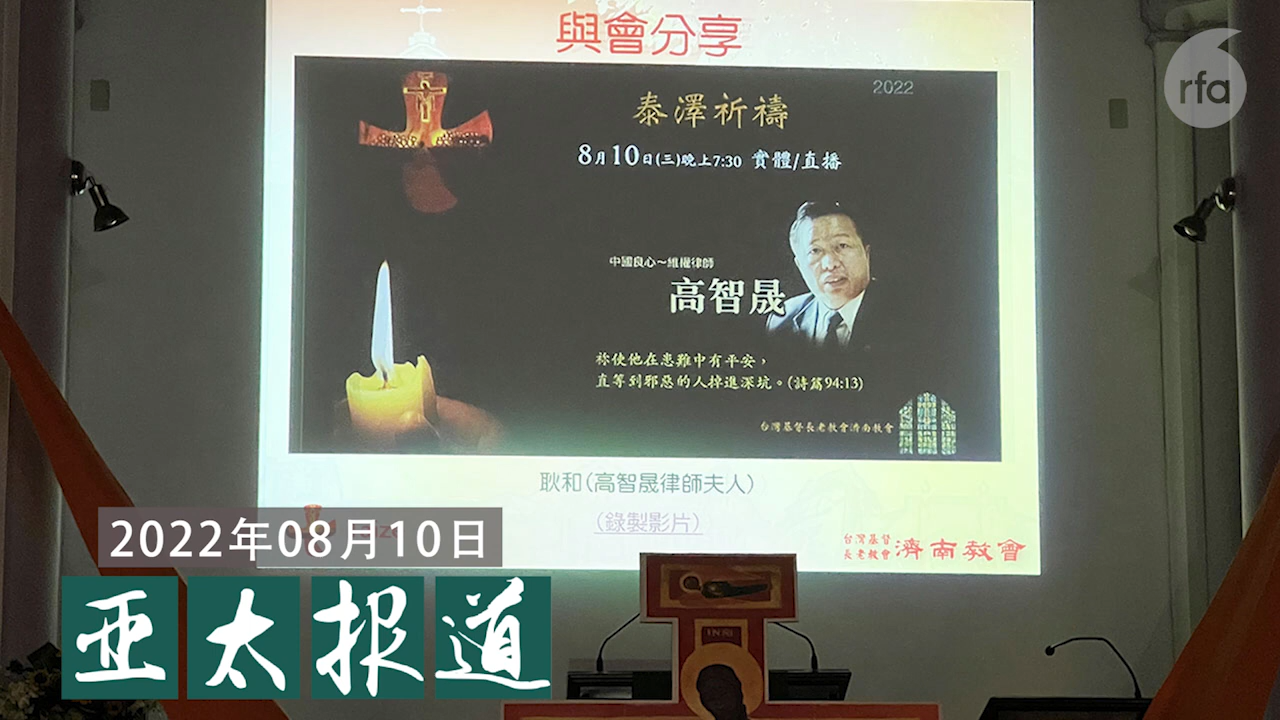 與會分享
rfa
2022
泰澤祈禱
8月10日(三)晚上7:30 實體/直播
中國良心~維權律師
高智晟
祢使他在患難中有平安，
直等到邪惡的人掉進深坑。(詩篇94:13)
台灣基督長老教會濟南教會
耿和(高智晟律師夫人)
(錄製影片)
台灣基督
長老教會 濟南教會
2022年08月10日
亚太报道